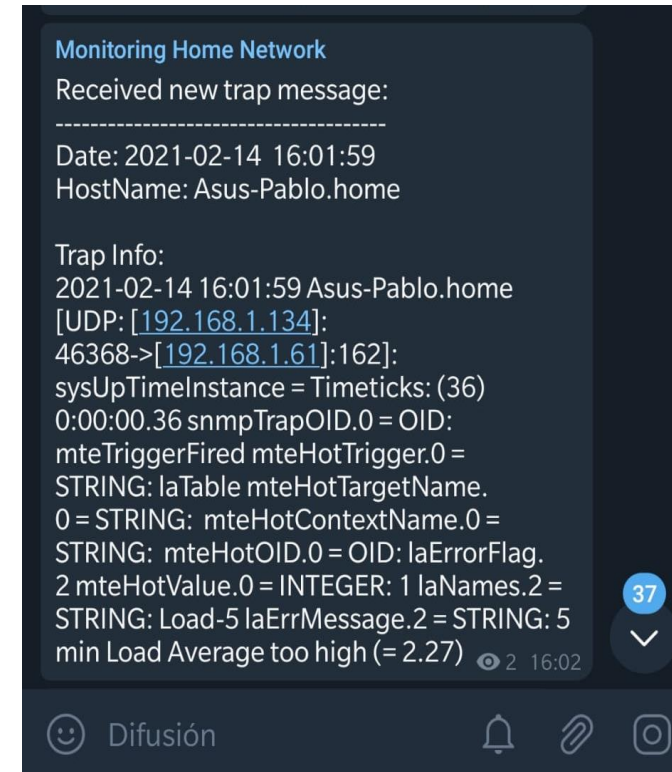 Monitoring Home Network
Received new trap message:
--------------------------------------
Date: 2021-02-14 16:01:59
HostName: Asus-Pablo.home
Trap Info:
2021-02-14 16:01:59 Asus-Pablo.home
[UDP: [192.168.1.134]:
46368->[192.168.1.61]:162]:
sysUpTimeInstance = Timeticks: (36)
0:00:00.36 snmpTrapOID.0 = OID:
mteTriggerFired mteHotTrigger.0 =
STRING: laTable mteHotTargetName.
0 = STRING: mteHotContextName.0 =
STRING: mteHotOID.0 = OID: laErrorFlag.
2 mteHotValue.0 = INTEGER: 1 laNames.2 =
STRING: Load-5 laErrMessage.2 = STRING: 5
min Load Average too high (= 2.27) 2 16:02
37
Difusión